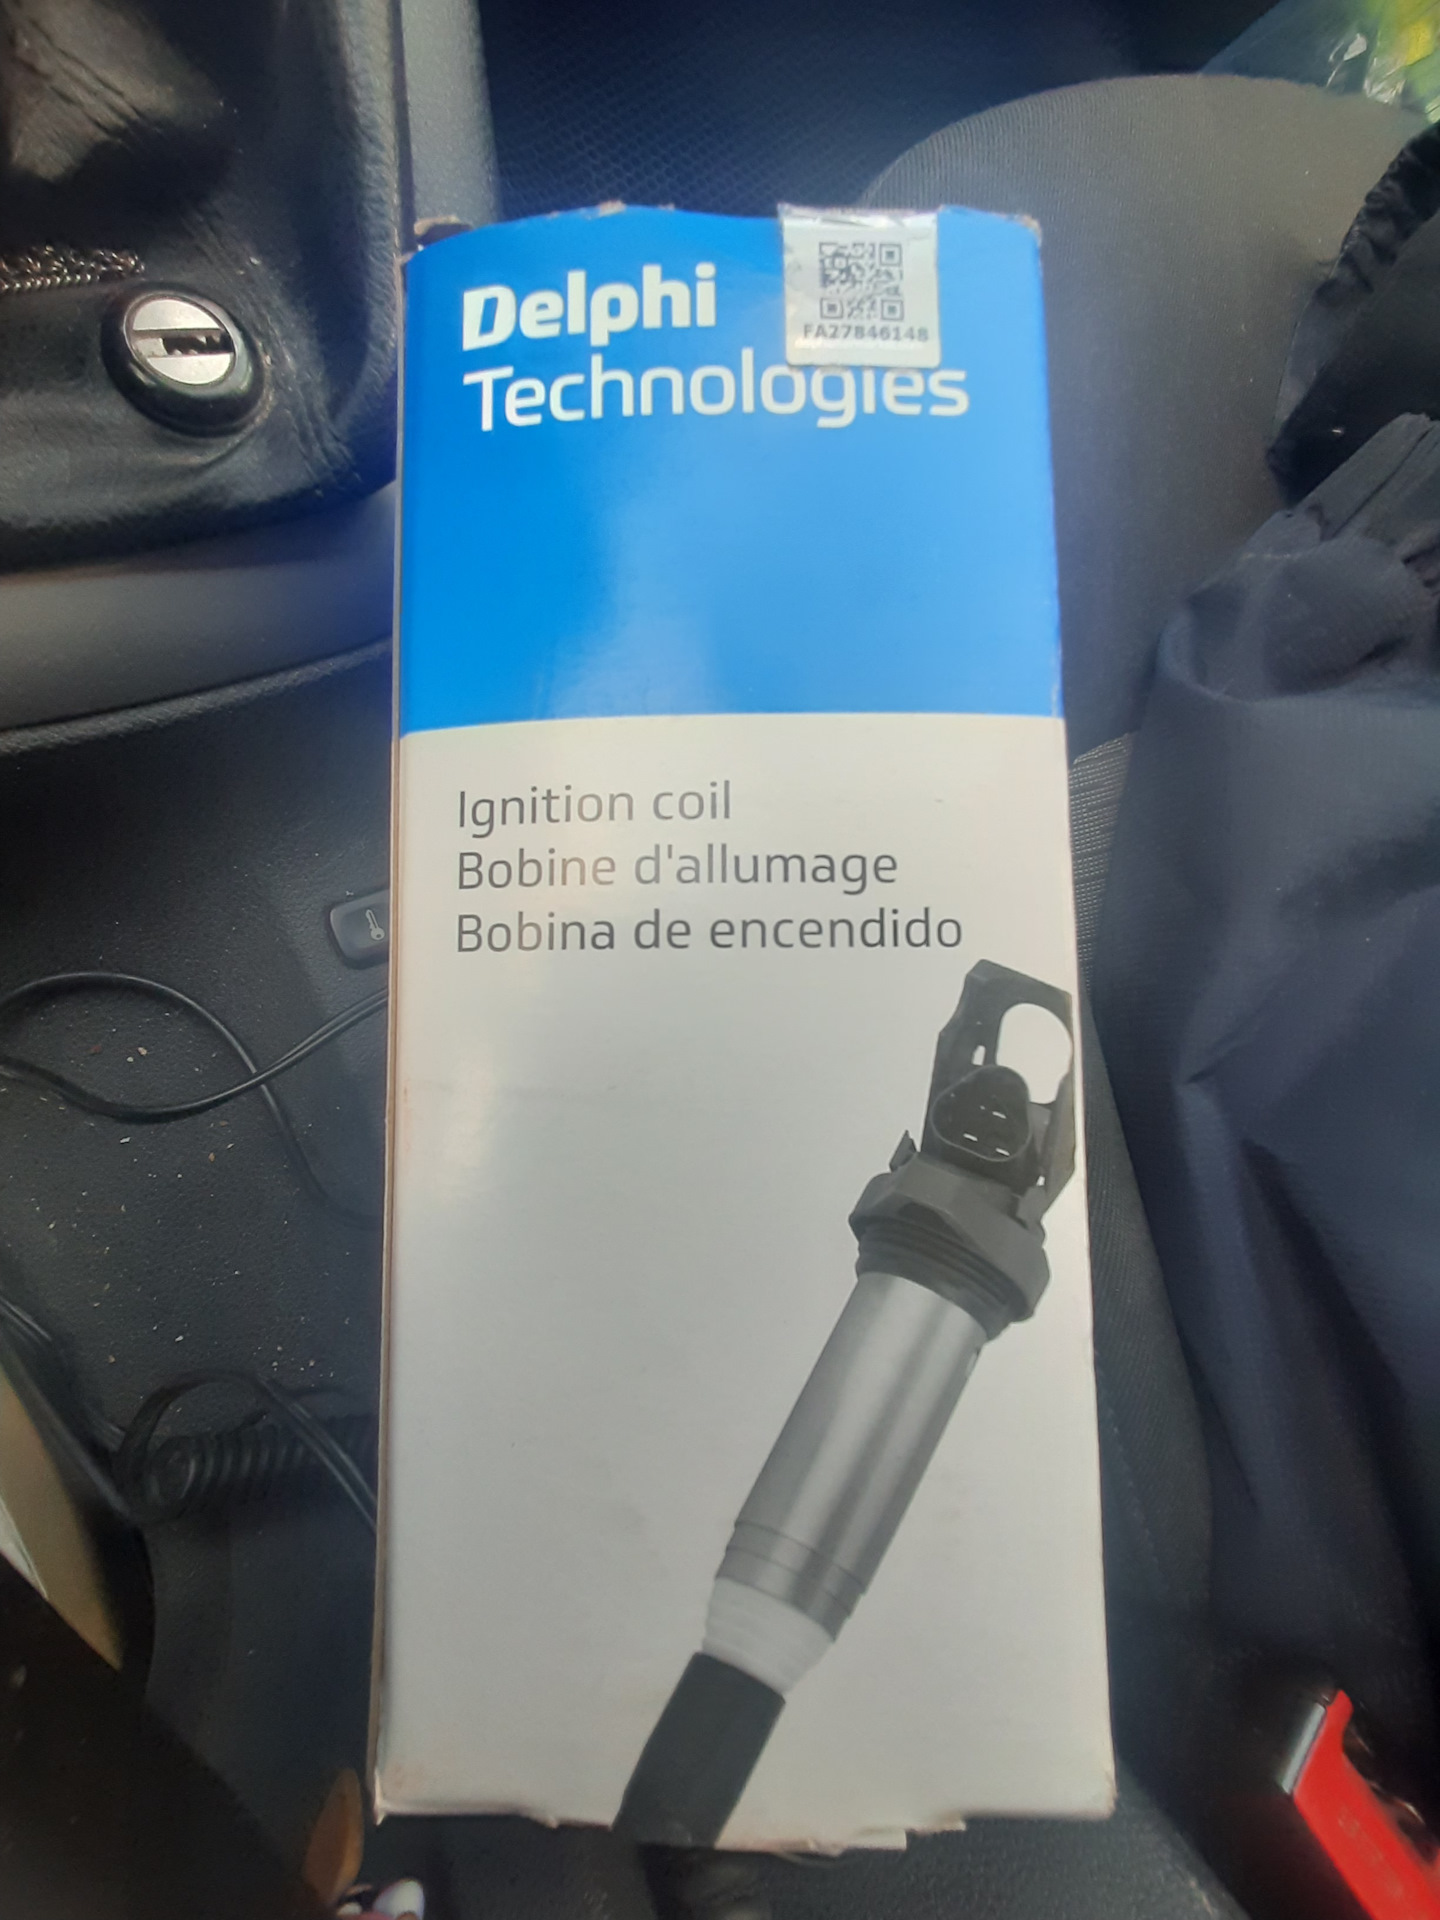 Delphi
Technologies
FA27846148
Ignition coil
Bobine d'allumage
Bobina de encendido